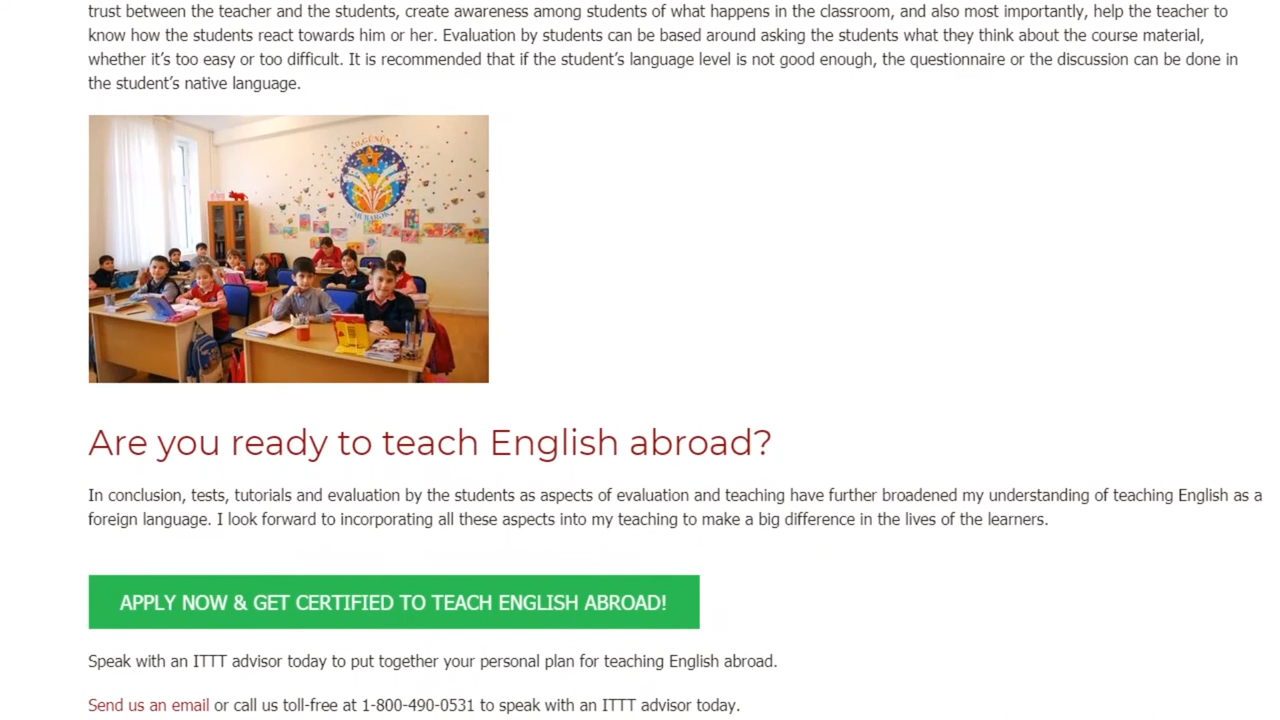 trust between the teacher and the students, create awareness among students of what happens in the classroom, and also most importantly, help the teacher to
know how the students react towards him or her. Evaluation by students can be based around asking the students what they think about the course material,
whether it’s too easy or too difficult. It is recommended that if the student’s language level is not good enough, the questionnaire or the discussion can be done in
the student’s native language.
Are you ready to teach English abroad?
In conclusion, tests, tutorials and evaluation by the students as aspects of evaluation and teaching have further broadened my understanding of teaching English as a
foreign language. I look forward to incorporating all these aspects into my teaching to make a big difference in the lives of the learners.
APPLY NOW & GET CERTIFIED TO TEACH ENGLISH ABROAD!
Speak with an ITTT advisor today to put together your personal plan for teaching English abroad.
Send us an email or call us toll-free at 1-800-490-0531 to speak with an ITTT advisor today.